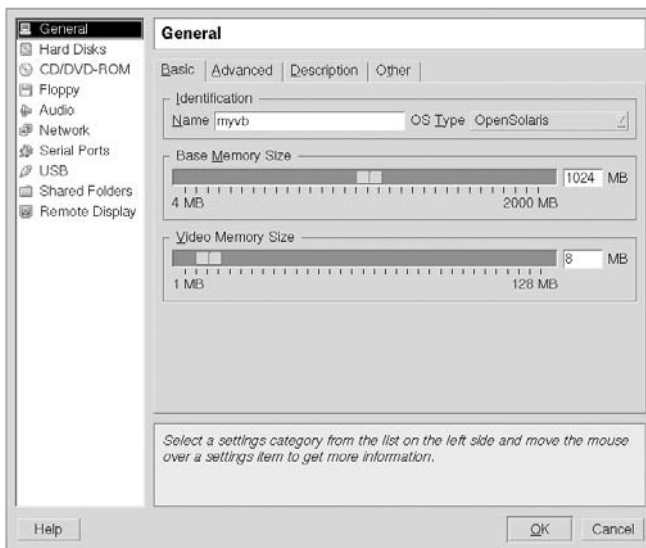 General
Hard Disks
CD/DVD-ROM
Floppy
Audio
Network
Serial Ports
USB
Shared Folders
Remote Display
General
Basic Advanced Description Other
Identification
Name myvb OS Type OpenSolaris
Base Memory Size
1024 MB
4 MB 2000 MB
Video Memory Size
8 MB
1 MB 128 MB
Select a settings category from the list on the left side and move the mouse
over a settings item to get more information.
Help OK Cancel